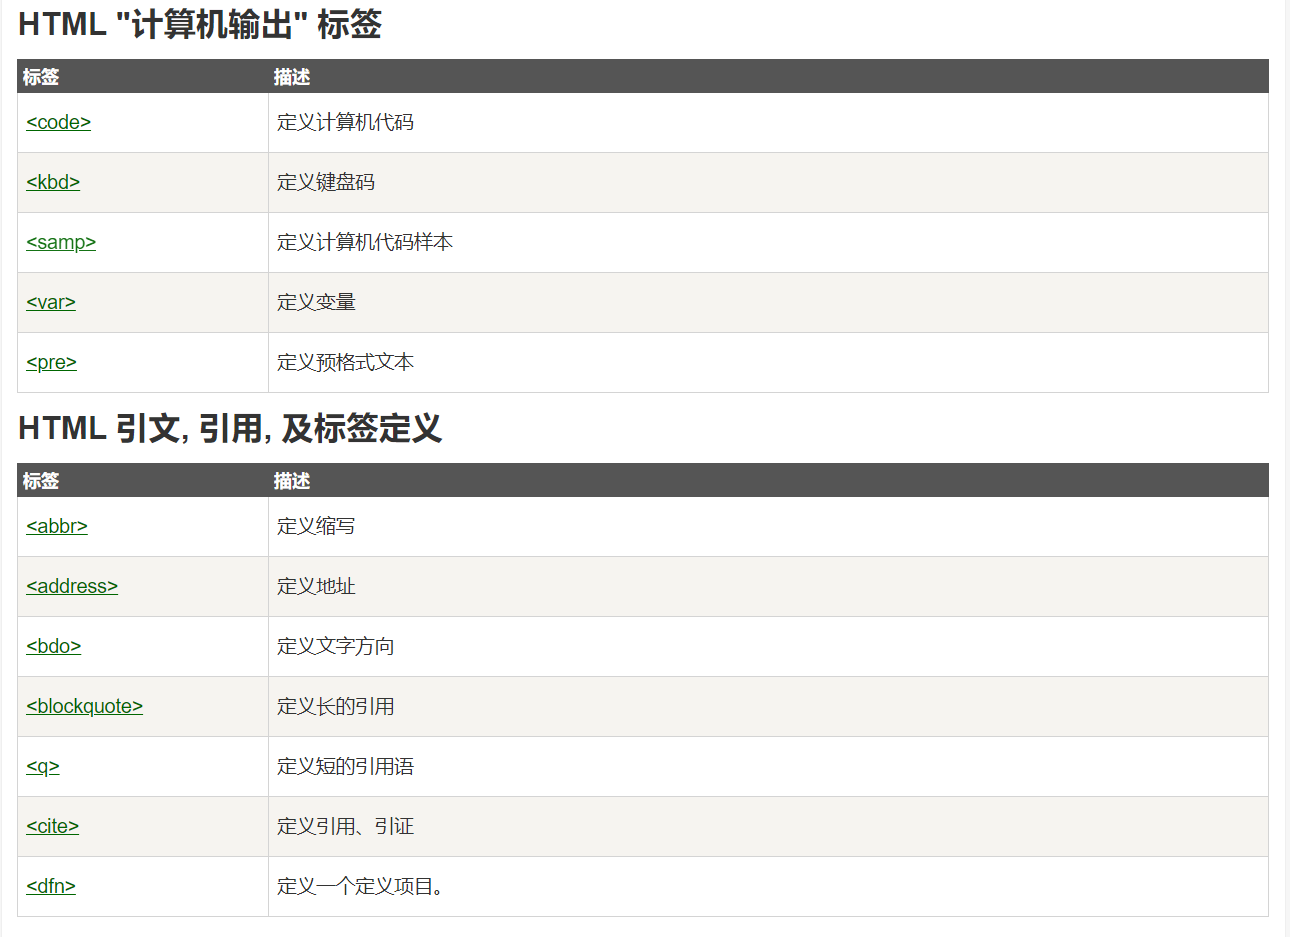 HTML "计算机输出" 标签
标签 描述
<code> 定义计算机代码
<kbd> 定义键盘码
<samp> 定义计算机代码样本
<var> 定义变量
<pre> 定义预格式文本
HTML 引文, 引用, 及标签定义
标签 描述
<abbr> 定义缩写
<address> 定义地址
<bdo> 定义文字方向
<blockquote> 定义长的引用
<q> 定义短的引用语
<cite> 定义引用、引证
<dfn> 定义一个定义项目。